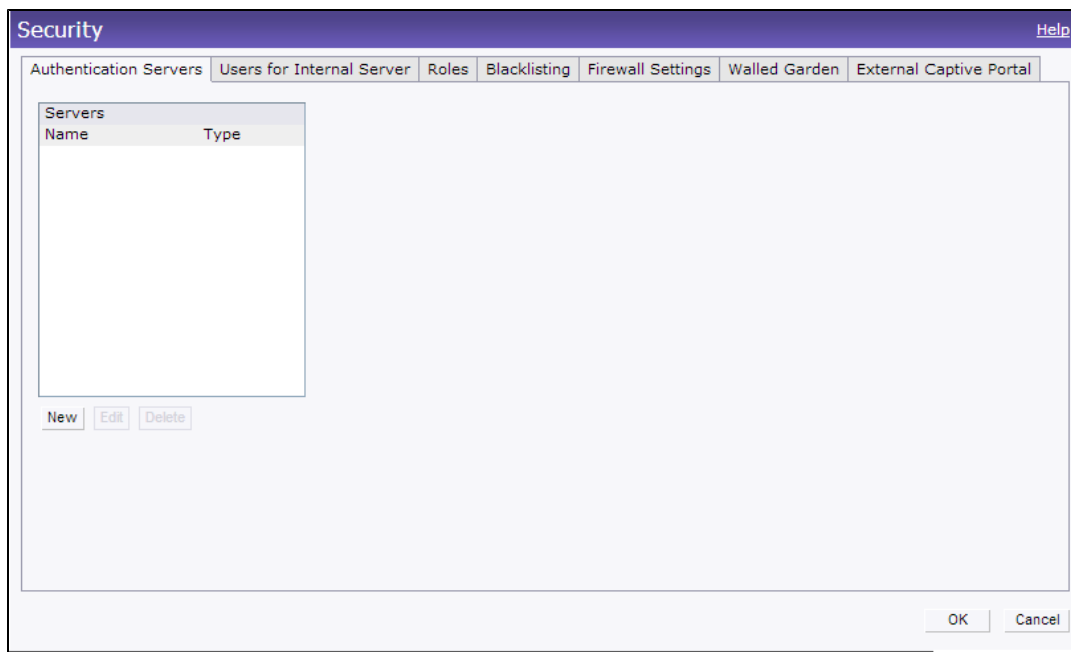 Security Help
Authentication Servers Users for Internal Server Roles Blacklisting Firewall Settings Walled Garden External Captive Portal
Servers
Name Type
New Edit Delete
OK Cancel